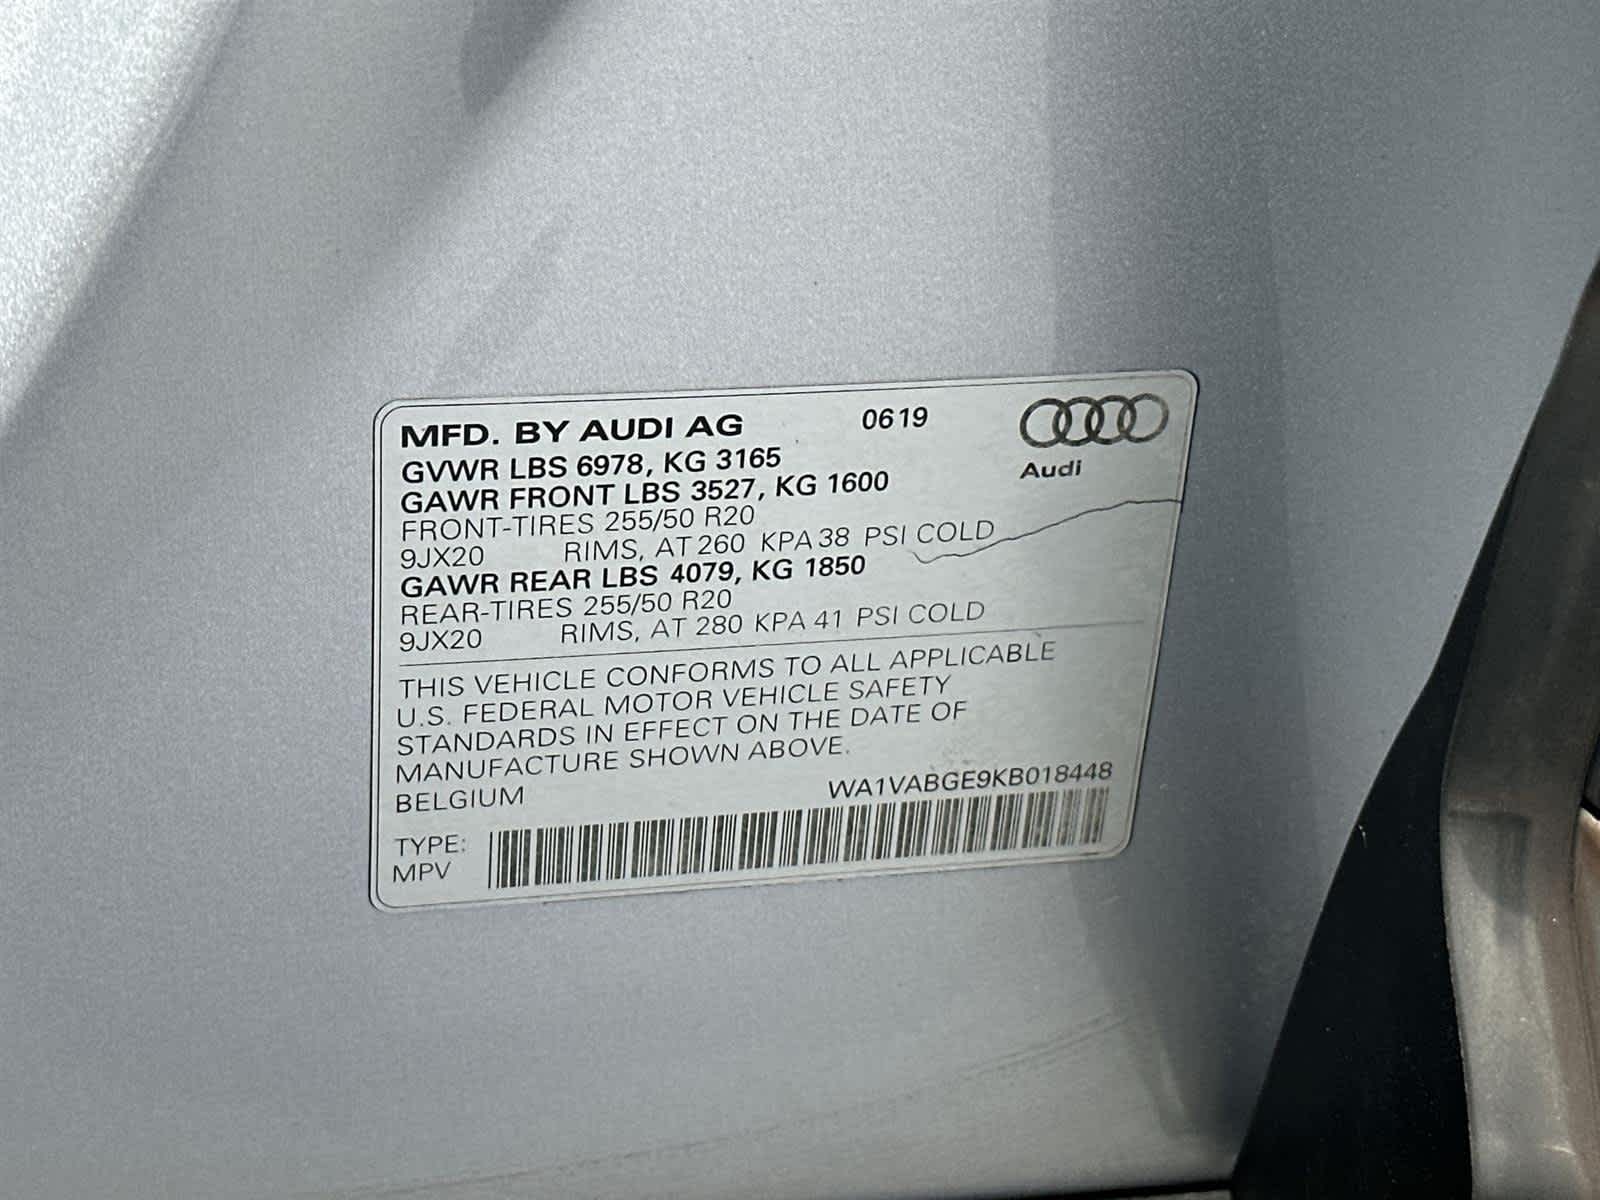 MFD. BY AUDI AG 0619
GVWR LBS 6978, KG 3165
Audi
GAWR FRONT LBS 3527, KG 1600
FRONT-TIRES 255/50 R20
9JX20 RIMS, AT 260 KPA 38 PSI COLD
GAWR REAR LBS 4079, KG 1850
REAR-TIRES 255/50 R20
9JX20 RIMS, AT 280 KPA 41 PSI COLD
THIS VEHICLE CONFORMS TO ALL APPLICABLE
U.S. FEDERAL MOTOR VEHICLE SAFETY
STANDARDS IN EFFECT ON THE DATE OF
MANUFACTURE SHOWN ABOVE.
BELGIUM WA1VABGE9KB018448
TYPE:
MPV